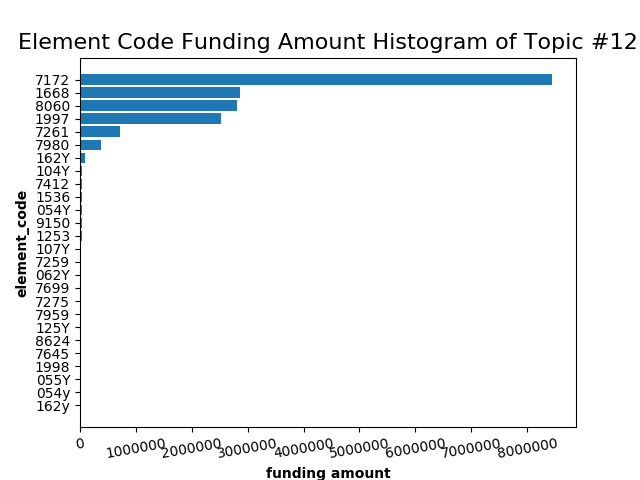 Element Code Funding Amount Histogram of Topic #12
7172
1668
8060
1997
7261
7980
162Y
104Y
7412
1536
054Y
9150
1253
107Y
7259
062Y
7699
7275
7959
125Y
8624
7645
1998
055Y
054y
162y
element_code
0 1000000 2000000 3000000 4000000 5000000 6000000 7000000 8000000
funding amount